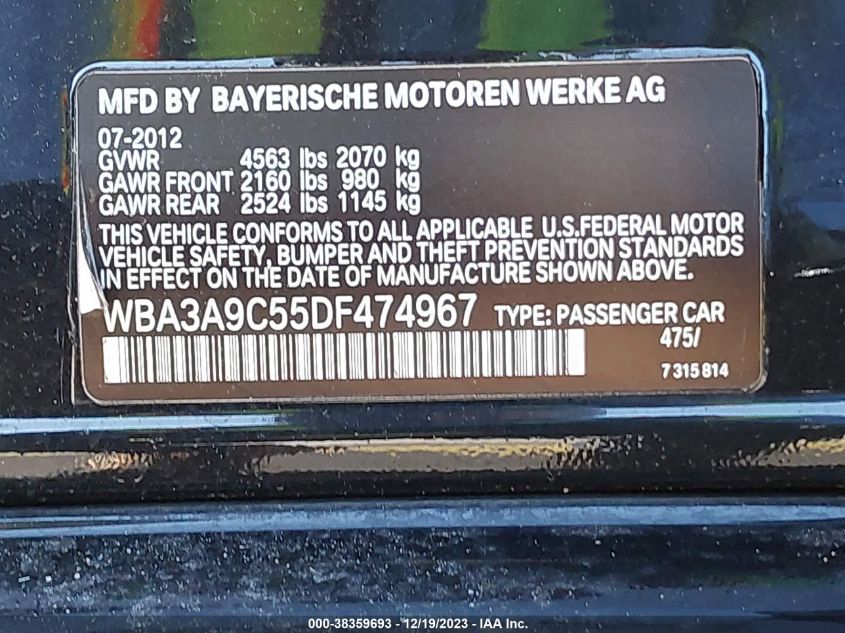 MFD BY BAYERISCHE MOTOREN WERKE AG
07-2012
GVWR 4563 lbs 2070 kg
GAWR FRONT 2160 lbs 980 kg
GAWR REAR 2524 lbs 1145 kg
THIS VEHICLE CONFORMS TO ALL APPLICABLE U.S.FEDERAL MOTOR
VEHICLE SAFETY, BUMPER AND THEFT PREVENTION STANDARDS
IN EFFECT ON THE DATE OF MANUFACTURE SHOWN ABOVE.
WBA3A9C55DF474967 TYPE: PASSENGER CAR
475/
7 315 814
000-38359693 - 12/19/2023 - IAA Inc.